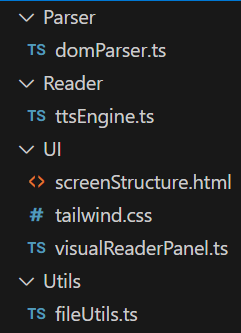 Parser
TS domParser.ts
Reader
TS ttsEngine.ts
UI
<> screenStructure.html
# tailwind.css
TS visualReaderPanel.ts
Utils
TS fileUtils.ts